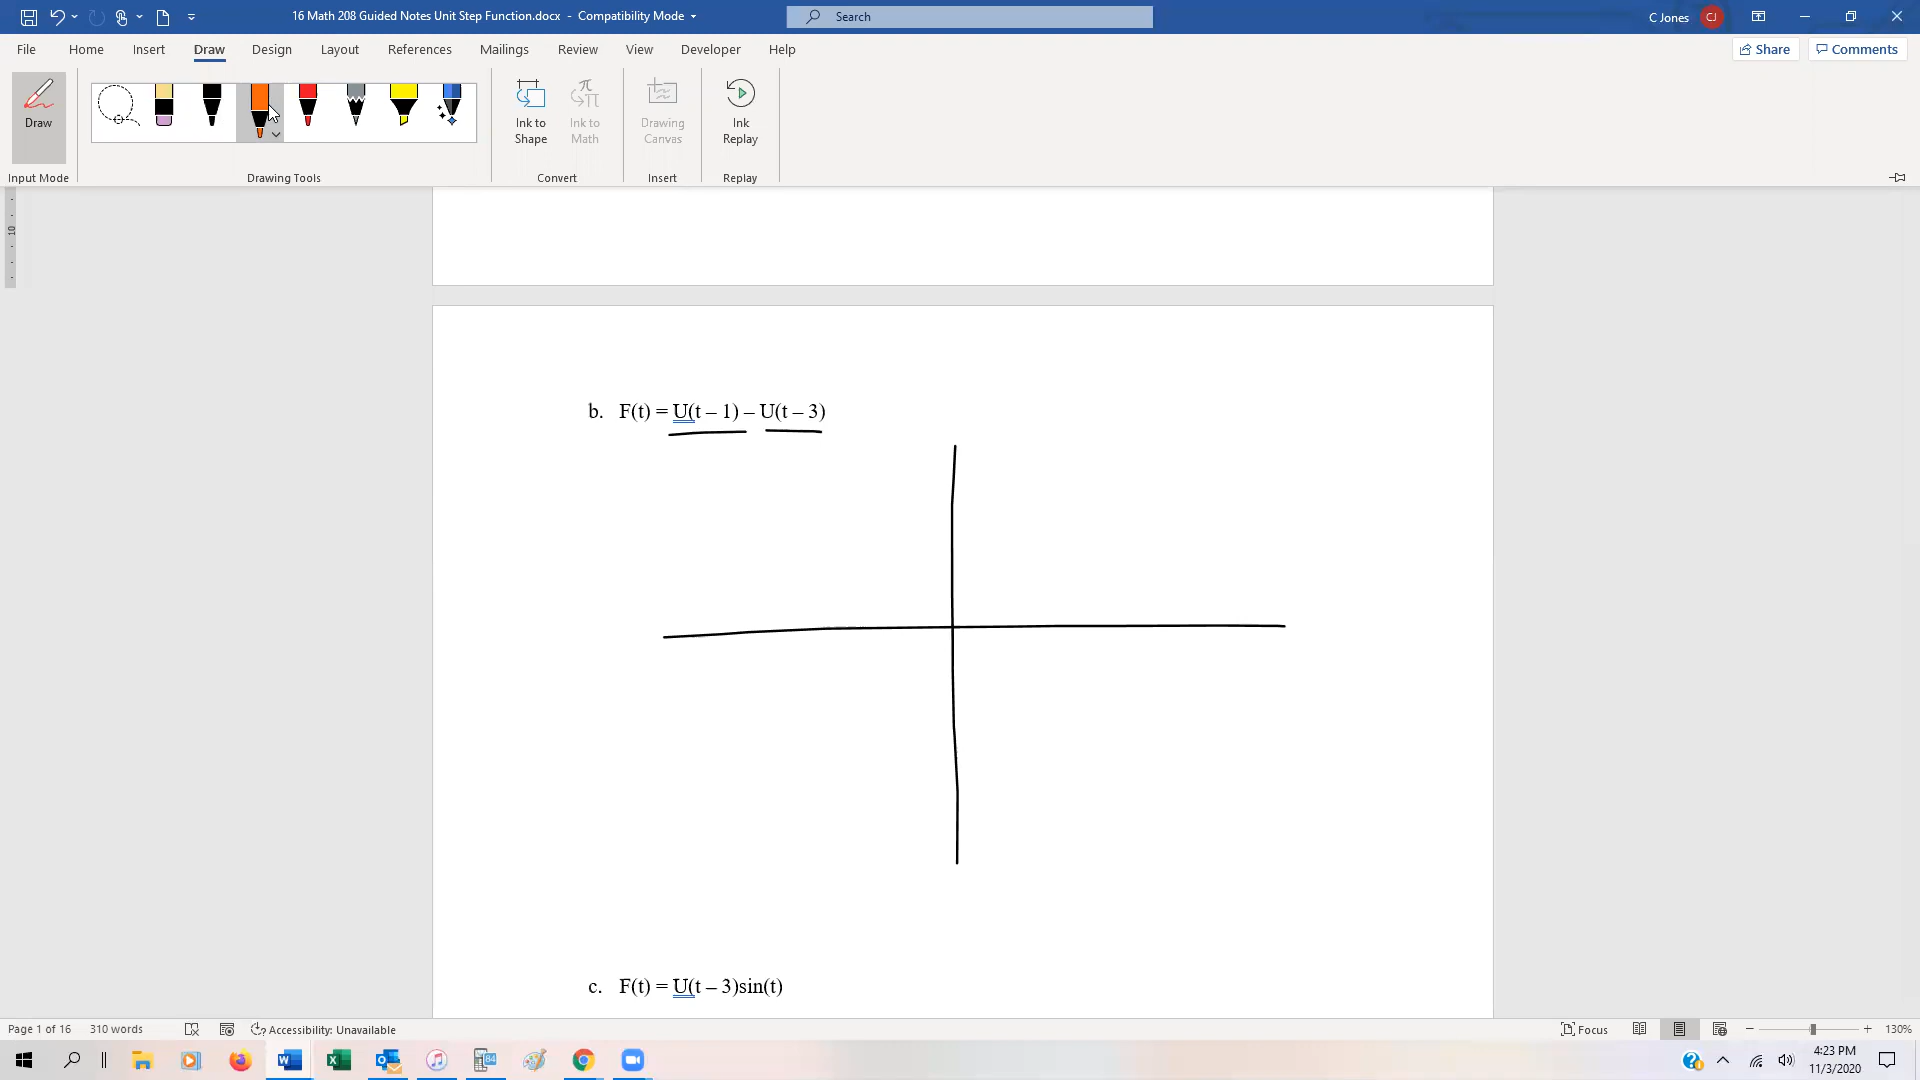 16 Math 208 Guided Notes Unit Step Function.docx - Compatibility Mode
Search
C Jones CJ
File Home Insert Draw Design Layout References Mailings Review View Developer Help
Share Comments
Draw
Ink to Shape
Ink to Math
Drawing Canvas
Ink Replay
Input Mode Drawing Tools Convert Insert Replay
10
b. F(t) = U(t – 1) – U(t – 3)
c. F(t) = U(t – 3)sin(t)
Page 1 of 16 310 words Accessibility: Unavailable Focus 130%
84
4:23 PM
11/3/2020